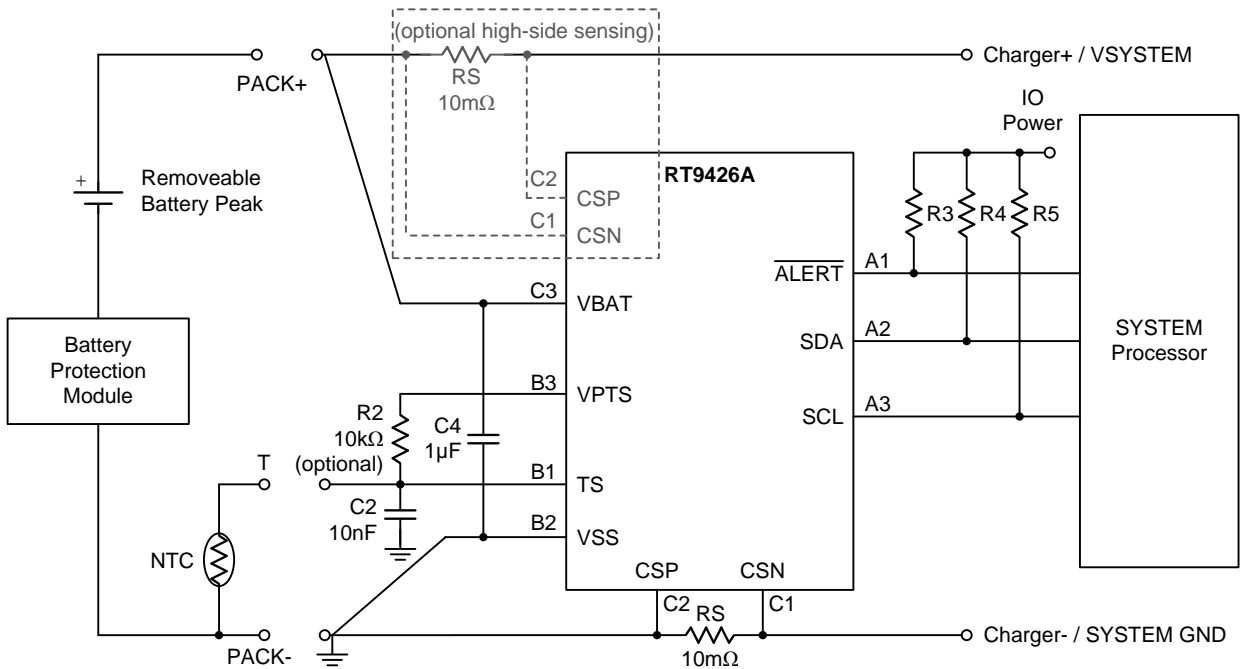 (optional high-side sensing)
RS
10mΩ
PACK+
Charger+ / VSYSTEM
IO
Power
+
Removeable
Battery Peak
C2
CSP
C1
CSN
RT9426A
R3
R4
R5
ALERT
A1
C3
VBAT
SDA
A2
SYSTEM
Processor
Battery
Protection
Module
B3
VPTS
SCL
A3
R2
10kΩ
(optional)
C4
1µF
T
B1
TS
C2
10nF
B2
VSS
NTC
CSP
CSN
C2
RS
C1
10mΩ
PACK-
Charger- / SYSTEM GND